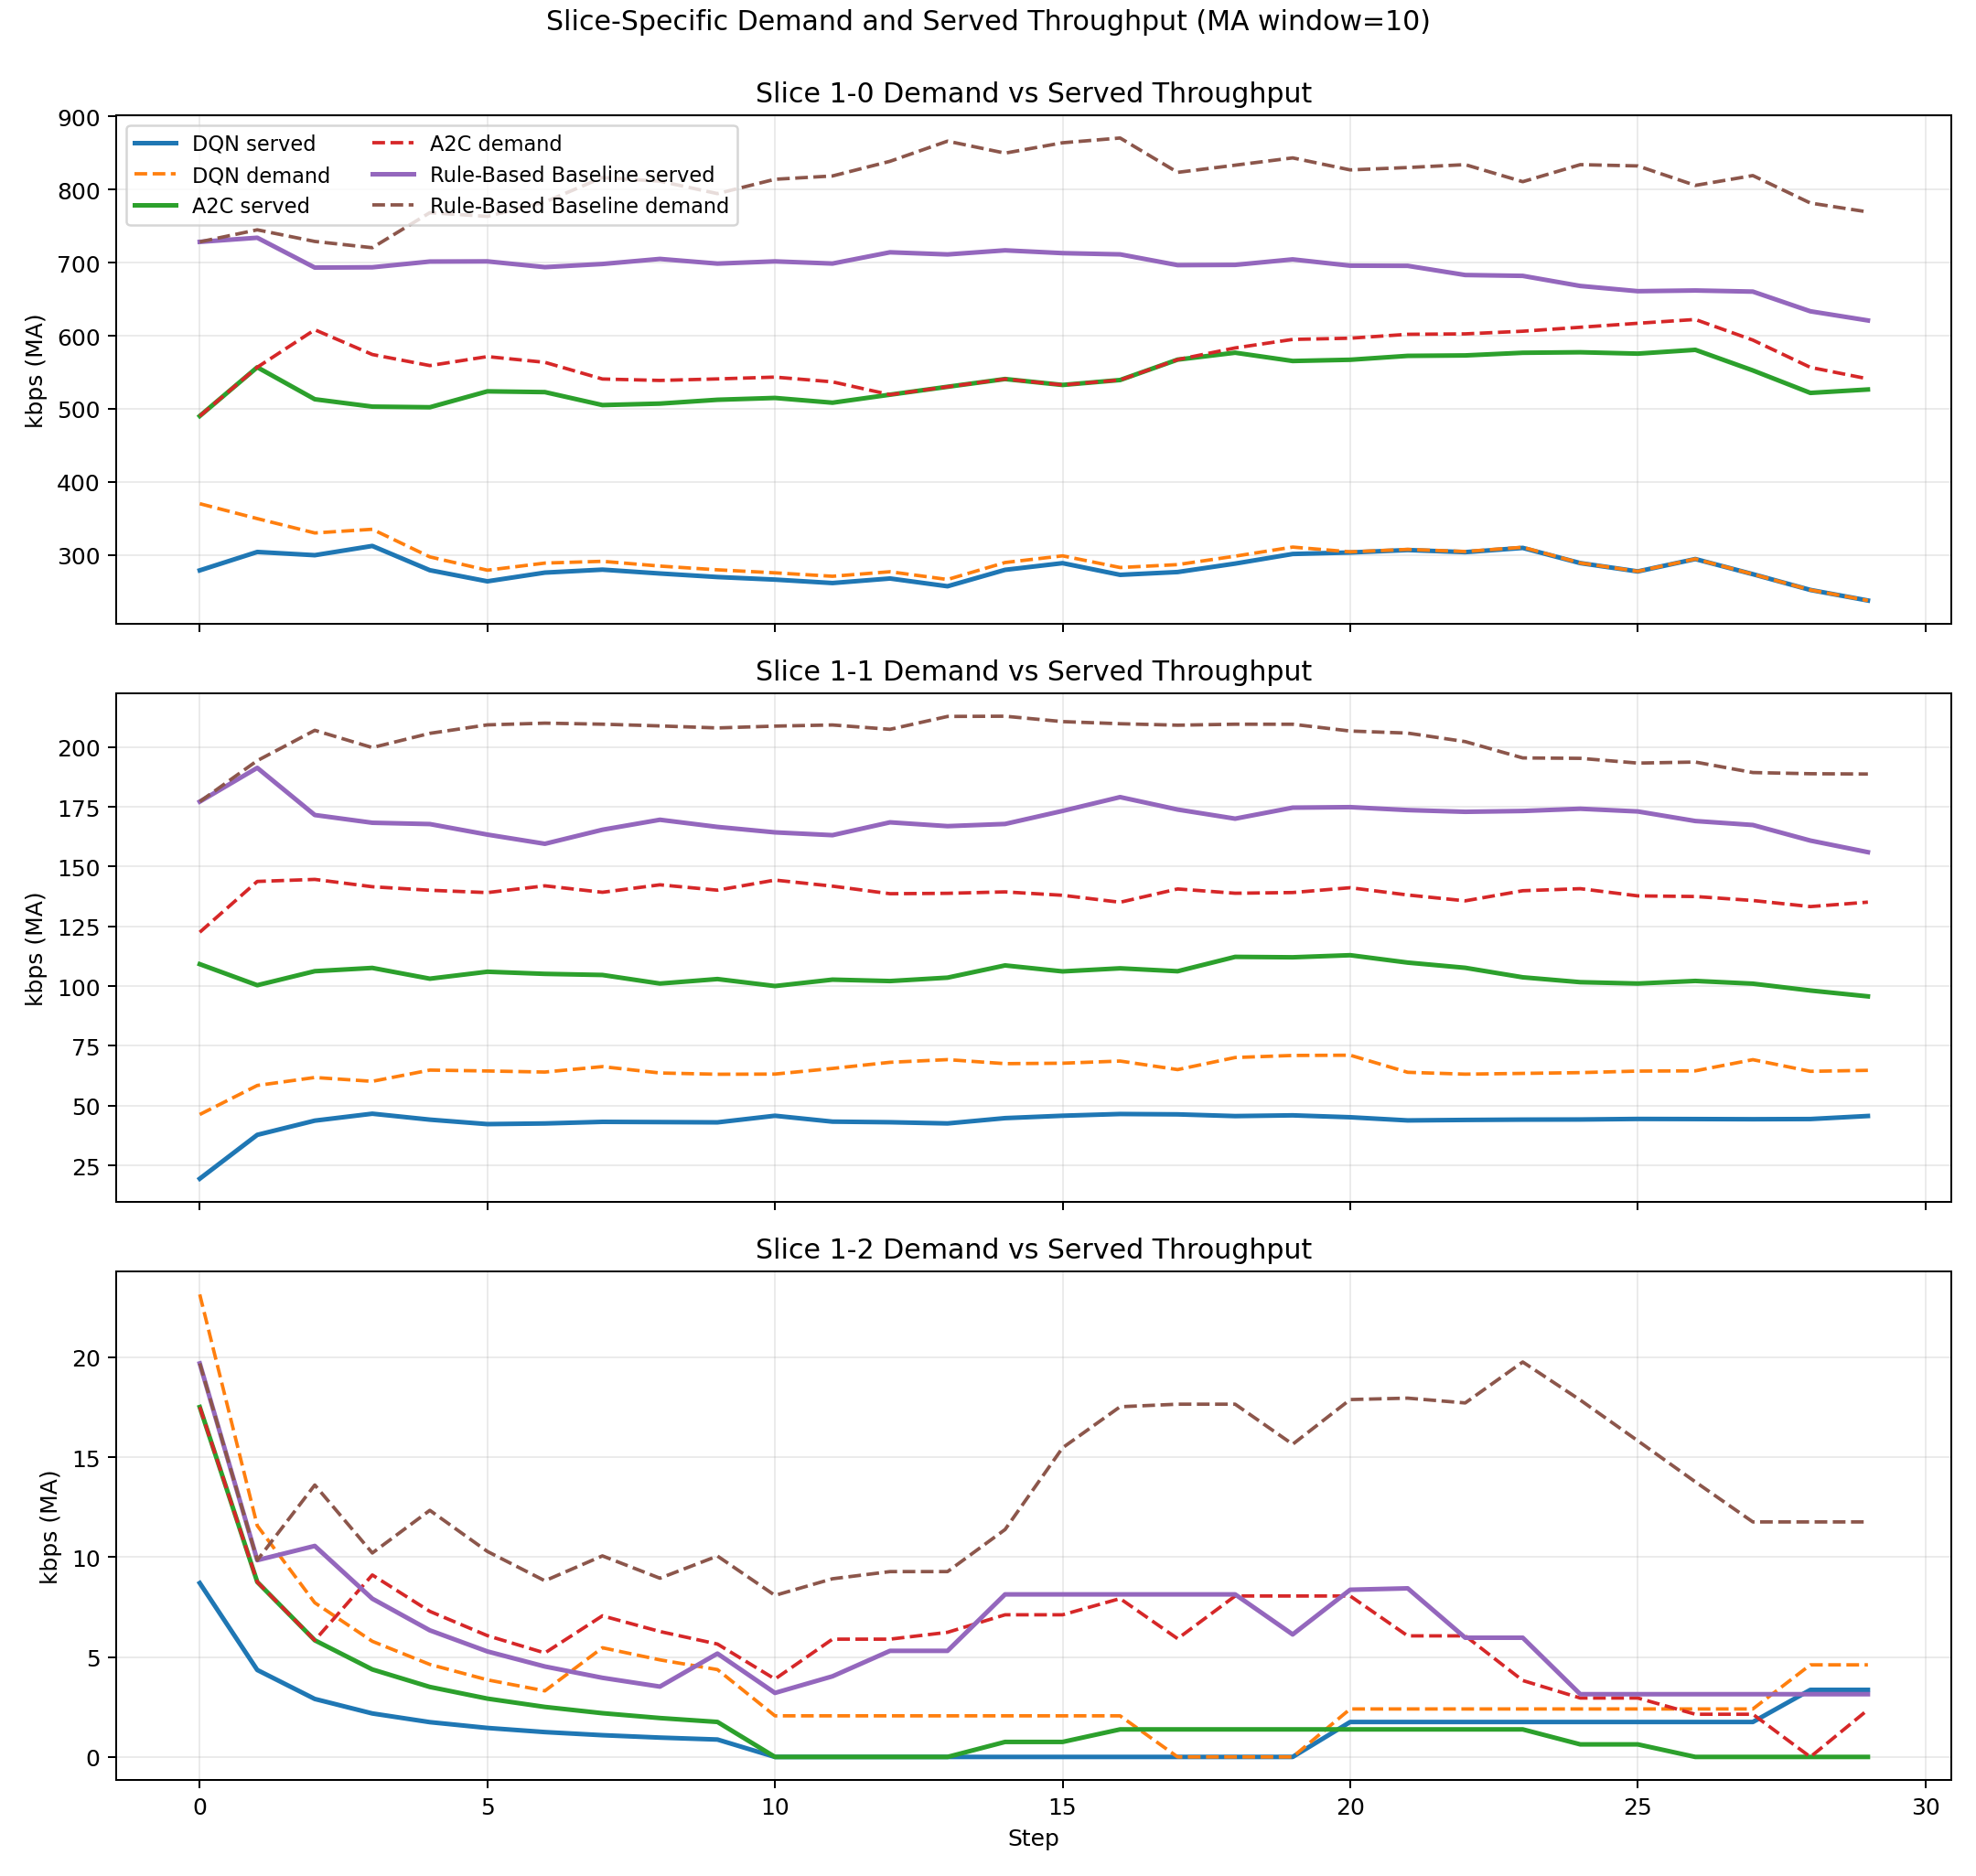 Slice-Specific Demand and Served Throughput (MA window=10)
Slice 1-0 Demand vs Served Throughput
900
800
700
600
500
400
300
kbps (MA)
DQN served
DQN demand
A2C served
A2C demand
Rule-Based Baseline served
Rule-Based Baseline demand
Slice 1-1 Demand vs Served Throughput
200
175
150
125
100
75
50
25
kbps (MA)
Slice 1-2 Demand vs Served Throughput
20
15
10
5
0
kbps (MA)
0 5 10 15 20 25 30
Step